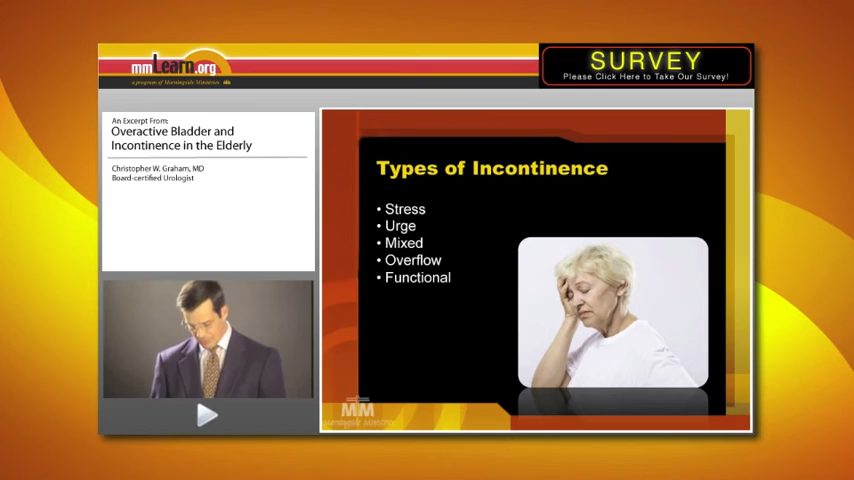 mmLearn.org
a program of Morningside Ministries
SURVEY
Please Click Here to Take Our Survey!
An Excerpt From:
Overactive Bladder and
Incontinence in the Elderly
Christopher W. Graham, MD
Board-certified Urologist
Types of Incontinence
• Stress
• Urge
• Mixed
• Overflow
• Functional
MM
Morningside Ministries